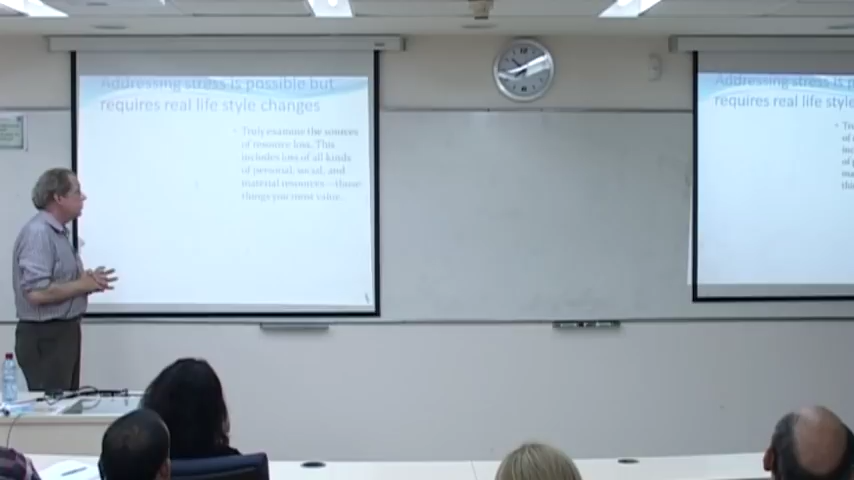 Addressing stress is possible but
requires real life style changes
• Truly examine the sources
of resource loss. This
includes loss of all kinds
of personal, social, and
material resources—those
things you most value.
Addressing stress is p
requires real life style
• Tru
of